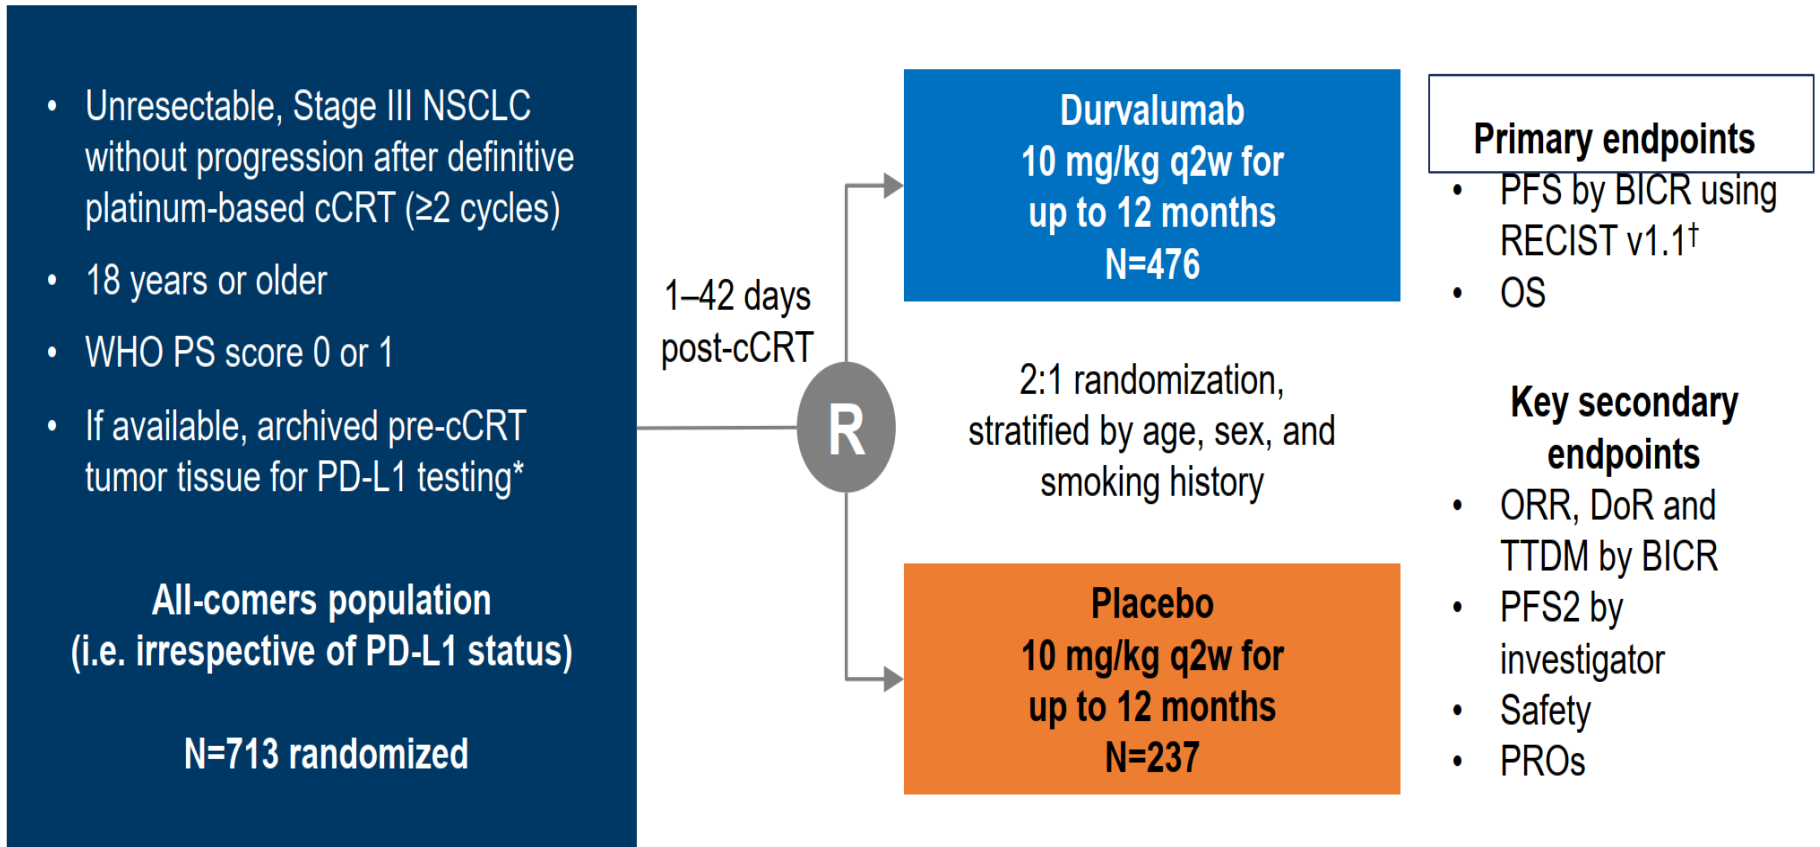 • Unresectable, Stage III NSCLC
without progression after definitive
platinum-based cCRT (≥2 cycles)
• 18 years or older
• WHO PS score 0 or 1
• If available, archived pre-cCRT
tumor tissue for PD-L1 testing*
All-comers population
(i.e. irrespective of PD-L1 status)
N=713 randomized
1–42 days
post-cCRT
R
Durvalumab
10 mg/kg q2w for
up to 12 months
N=476
2:1 randomization,
stratified by age, sex, and
smoking history
Placebo
10 mg/kg q2w for
up to 12 months
N=237
Primary endpoints
• PFS by BICR using
RECIST v1.1†
• OS
Key secondary
endpoints
• ORR, DoR and
TTDM by BICR
• PFS2 by
investigator
• Safety
• PROs